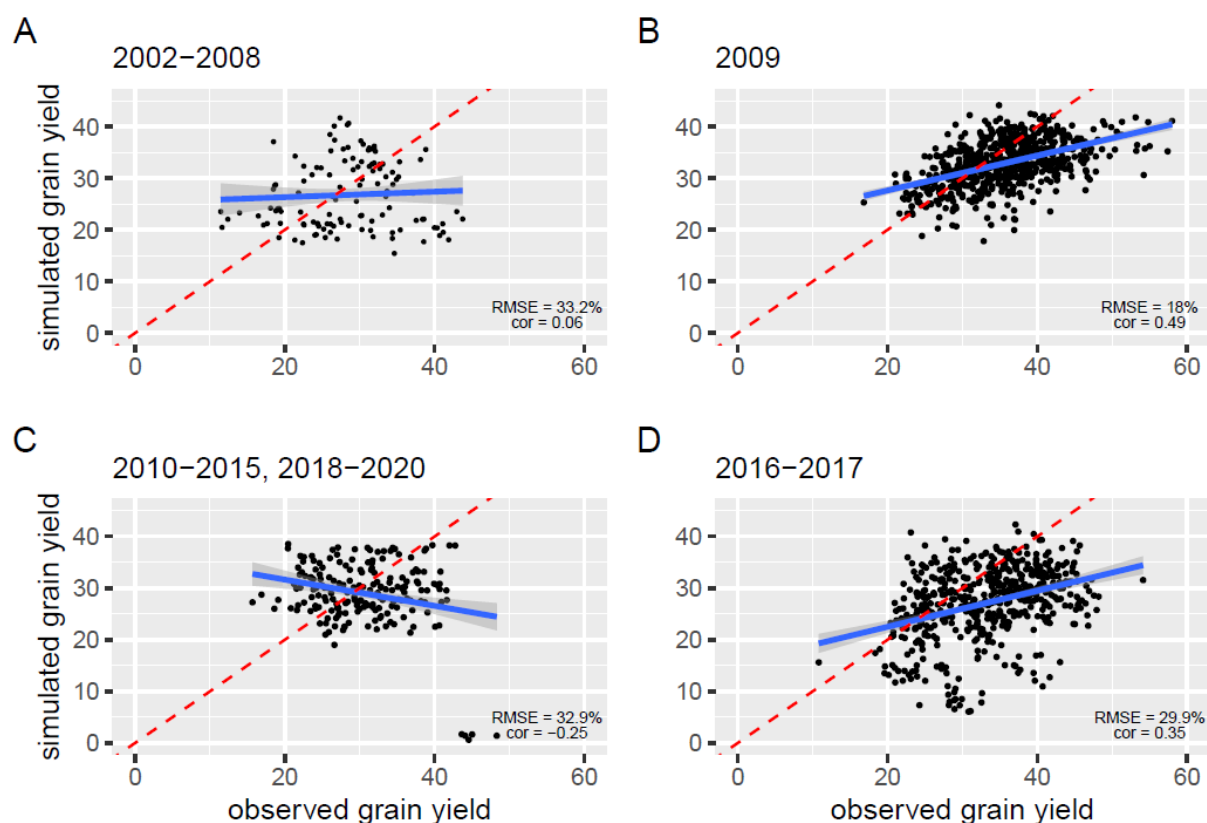 A
2002−2008
simulated grain yield
40
30
20
10
0
0 20 40 60
RMSE = 33.2%
cor = 0.06
B
2009
40
30
20
10
0
0 20 40 60
RMSE = 18%
cor = 0.49
C
2010−2015, 2018−2020
simulated grain yield
40
30
20
10
0
0 20 40 60
observed grain yield
RMSE = 32.9%
cor = −0.25
D
2016−2017
40
30
20
10
0
0 20 40 60
observed grain yield
RMSE = 29.9%
cor = 0.35